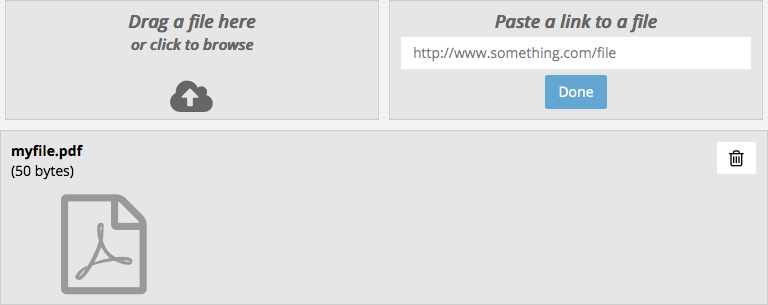 Drag a file here
or click to browse
Paste a link to a file
http://www.something.com/file
Done
myfile.pdf
(50 bytes)